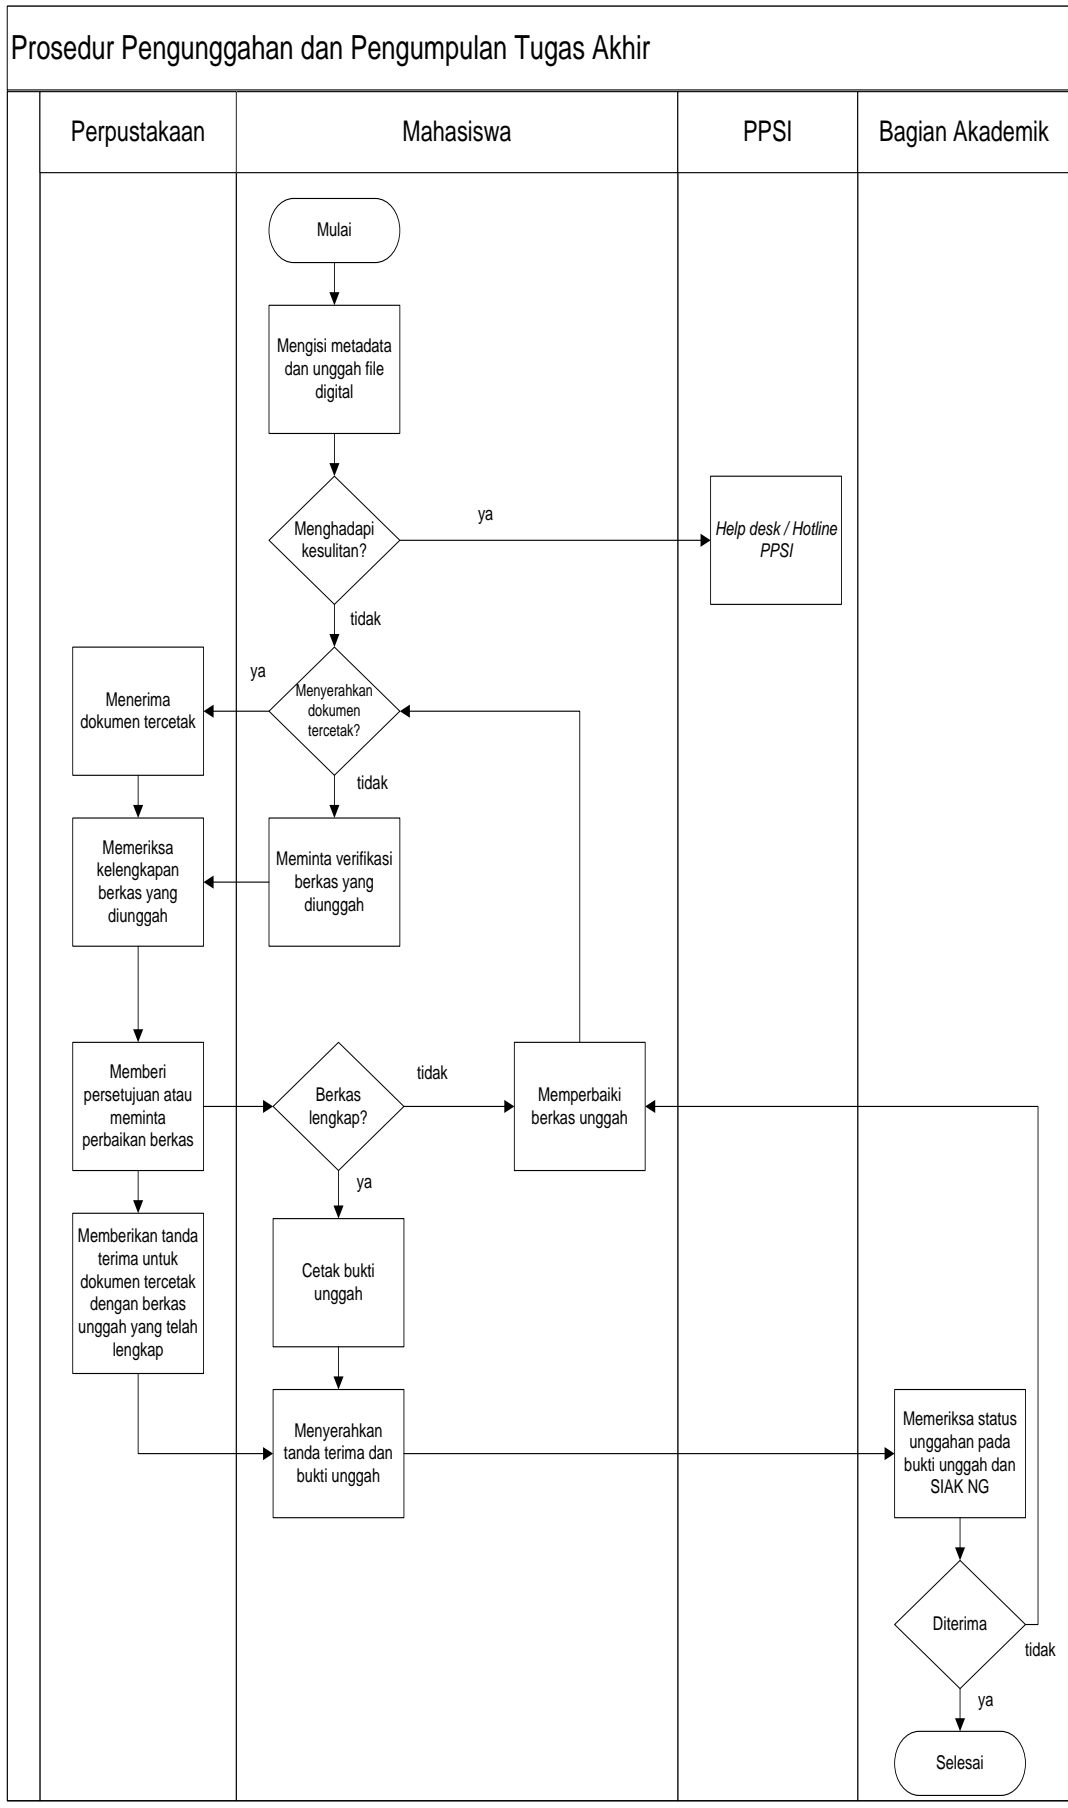 Prosedur Pengunggahan dan Pengumpulan Tugas Akhir
Perpustakaan
Mahasiswa
PPSI
Bagian Akademik
Mulai
Mengisi metadata
dan unggah file
digital
Menghadapi
kesulitan?
ya
Help desk / Hotline
PPSI
tidak
Menyerahkan
dokumen
tercetak?
ya
Menerima
dokumen tercetak
tidak
Memeriksa
kelengkapan
berkas yang
diunggah
Meminta verifikasi
berkas yang
diunggah
Memberi
persetujuan atau
meminta
perbaikan berkas
Berkas
lengkap?
tidak
Memperbaiki
berkas unggah
ya
Memberikan tanda
terima untuk
dokumen tercetak
dengan berkas
unggah yang telah
lengkap
Cetak bukti
unggah
Menyerahkan
tanda terima dan
bukti unggah
Memeriksa status
unggahan pada
bukti unggah dan
SIAK NG
Diterima
tidak
ya
Selesai